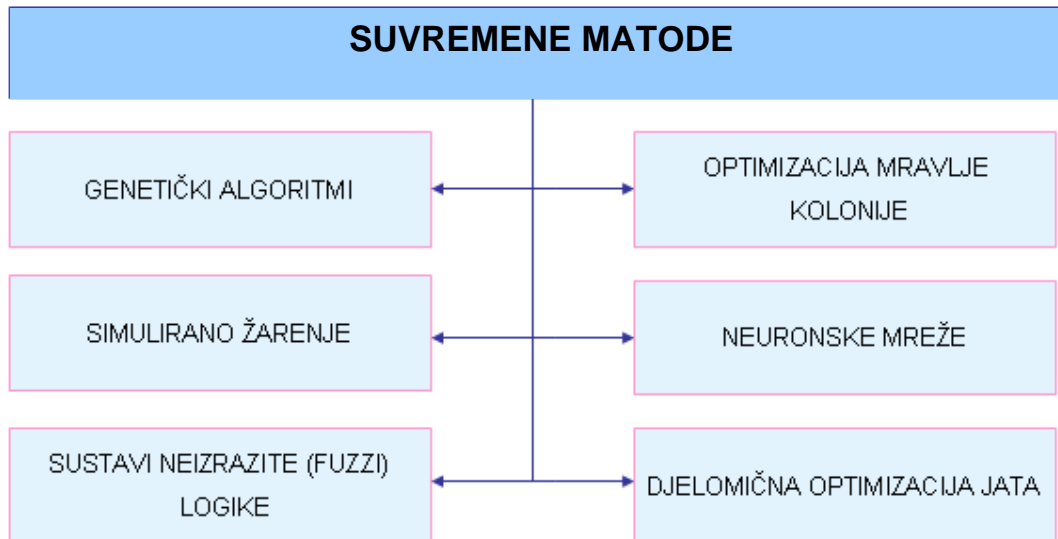 SUVREMENE MATODE
GENETIČKI ALGORITMI
OPTIMIZACIJA MRAVLJE
KOLONIJE
SIMULIRANO ŽARENJE
NEURONSKE MREŽE
SUSTAVI NEIZRAZITE (FUZZI)
LOGIKE
DJELOMIČNA OPTIMIZACIJA JATA